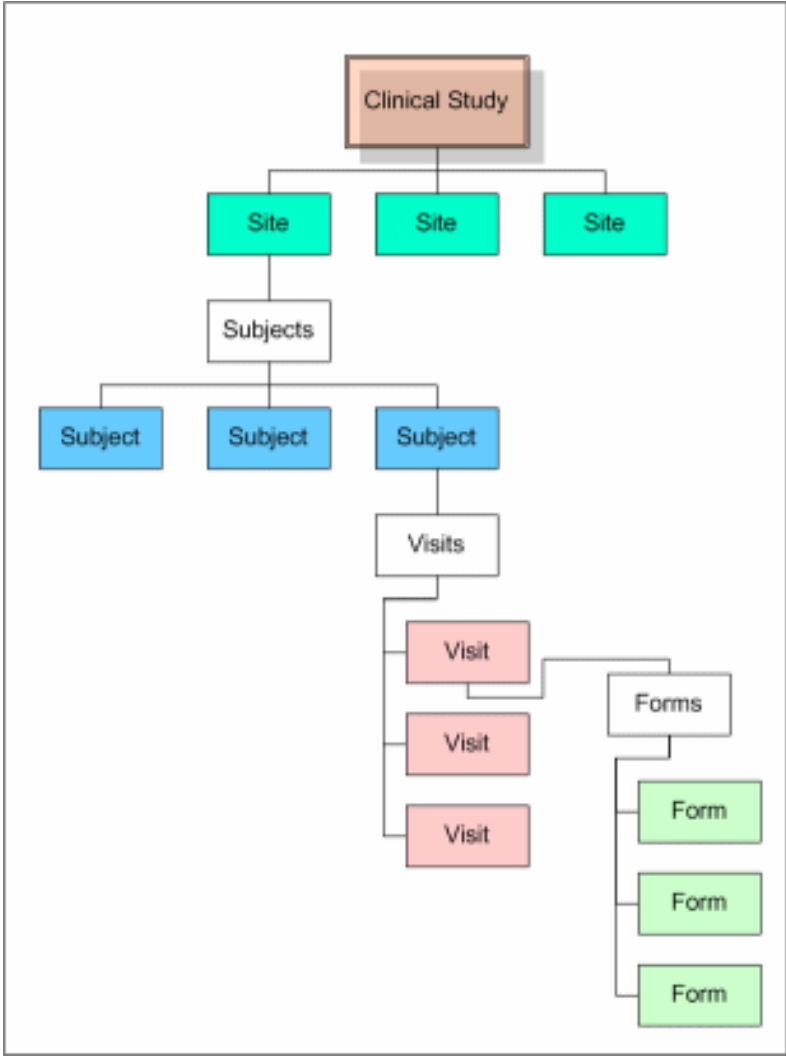 Clinical Study
Site
Site
Site
Subjects
Subject
Subject
Subject
Visits
Visit
Forms
Visit
Form
Visit
Form
Form